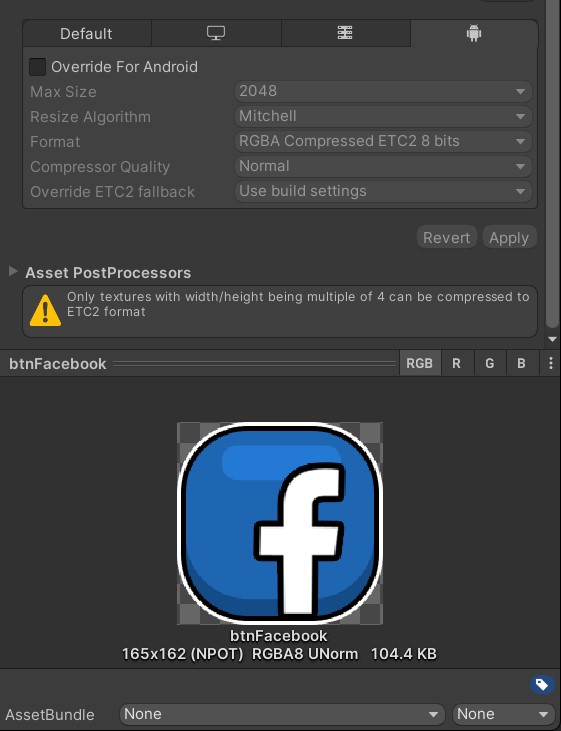 Default
Override For Android
Max Size 2048
Resize Algorithm Mitchell
Format RGBA Compressed ETC2 8 bits
Compressor Quality Normal
Override ETC2 fallback Use build settings
Revert Apply
Asset PostProcessors
Only textures with width/height being multiple of 4 can be compressed to
ETC2 format
btnFacebook RGB R G B
f
btnFacebook
165x162 (NPOT) RGBA8 UNorm 104.4 KB
AssetBundle None None